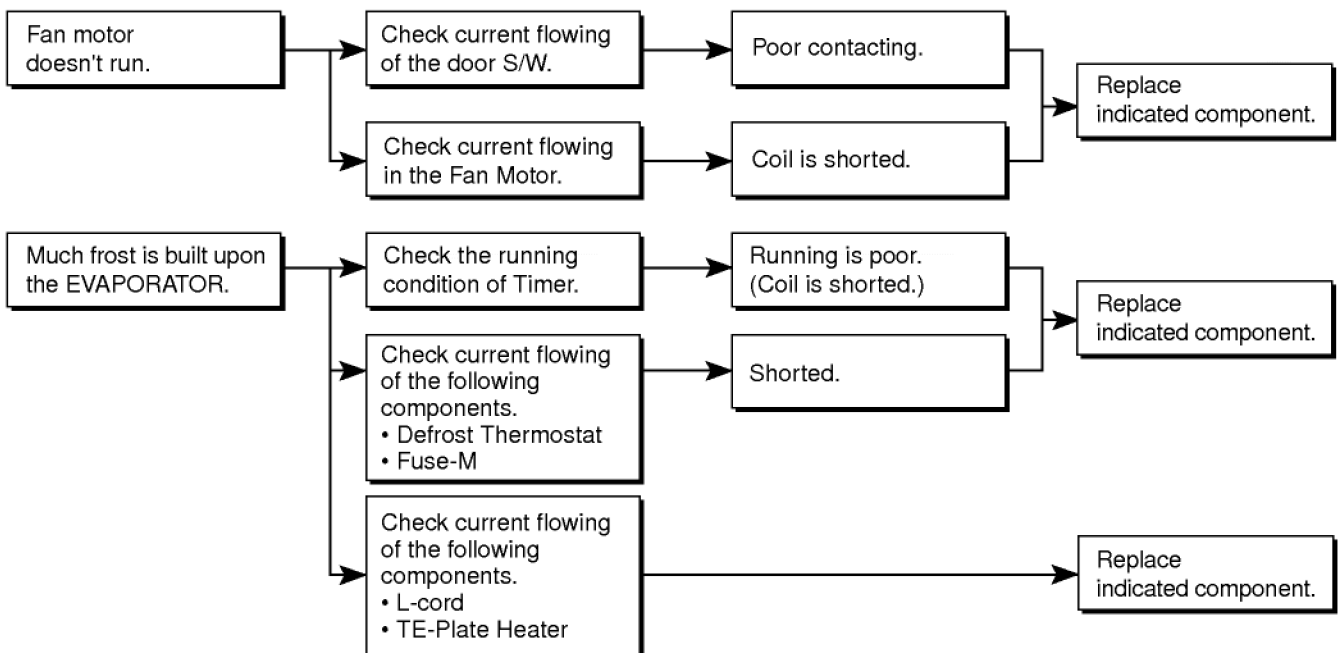 Fan motor
doesn't run.
Check current flowing
of the door S/W.
Poor contacting.
Replace
indicated component.
Check current flowing
in the Fan Motor.
Coil is shorted.
Much frost is built upon
the EVAPORATOR.
Check the running
condition of Timer.
Running is poor.
(Coil is shorted.)
Replace
indicated component.
Check current flowing
of the following
components.
• Defrost Thermostat
• Fuse-M
Shorted.
Check current flowing
of the following
components.
• L-cord
• TE-Plate Heater
Replace
indicated component.